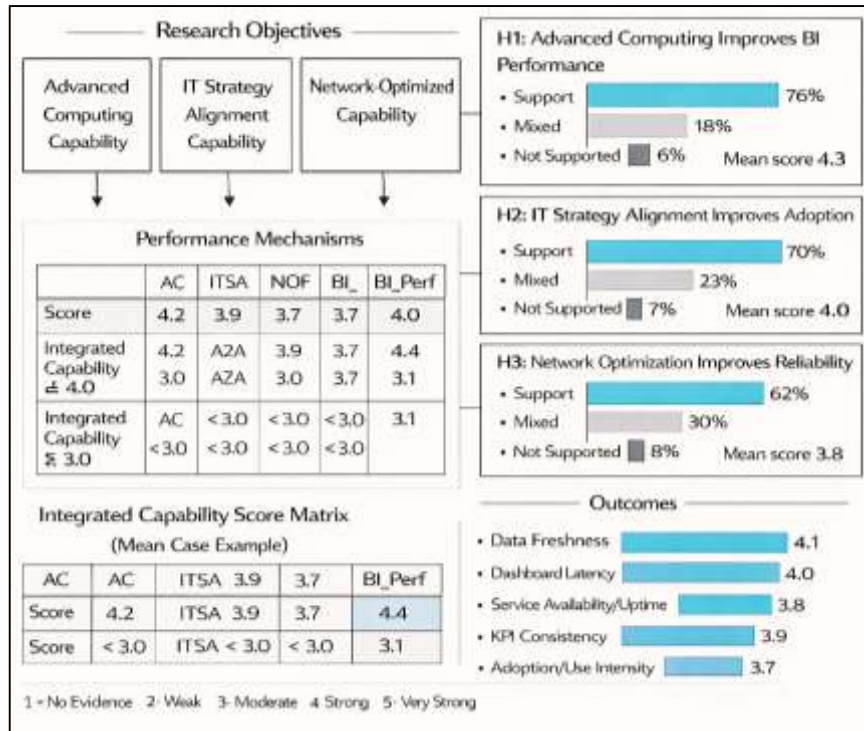 Research Objectives
Advanced
Computing
Capability
IT Strategy
Alignment
Capability
Network-Optimized
Capability
Performance Mechanisms
AC ITSA NOF BI_ BI_Perf
Score 4.2 3.9 3.7 3.7 4.0
Integrated 4.2 A2A 3.9 3.7 4.4
Capability 3.0 AZA 3.0 3.7 3.1
4.0
Integrated AC < 3.0 < 3.0 < 3.0 3.1
Capability < 3.0 < 3.0 < 3.0 < 3.0
3.0
Integrated Capability Score Matrix
(Mean Case Example)
AC AC ITSA 3.9 3.7 BI_Perf
Score 4.2 ITSA 3.9 3.7 4.4
Score < 3.0 ITSA < 3.0 < 3.0 3.1
1 = No Evidence 2- Weak 3- Moderate 4 Strong 5- Very Strong
H1: Advanced Computing Improves BI
Performance
• Support 76%
• Mixed 18%
• Not Supported 6% Mean score 4.3
H2: IT Strategy Alignment Improves Adoption
• Support 70%
• Mixed 23%
• Not Supported 7% Mean score 4.0
H3: Network Optimization Improves Reliability
• Support 62%
• Mixed 30%
• Not Supported 8% Mean score 3.8
Outcomes
• Data Freshness 4.1
• Dashboard Latency 4.0
• Service Availability/Uptime 3.8
• KPI Consistency 3.9
• Adoption/Use Intensity 3.7